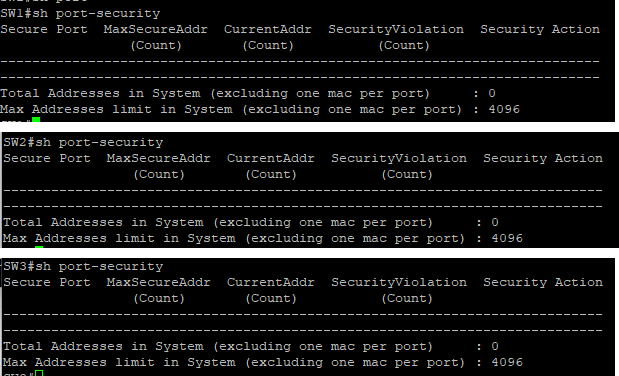 SW1#sh port-security
Secure Port  MaxSecureAddr  CurrentAddr  SecurityViolation  Security Action
                (Count)       (Count)          (Count)
---------------------------------------------------------------------------
---------------------------------------------------------------------------
Total Addresses in System (excluding one mac per port)     : 0
Max Addresses limit in System (excluding one mac per port) : 4096
SW2#sh port-security
Secure Port  MaxSecureAddr  CurrentAddr  SecurityViolation  Security Action
                (Count)       (Count)          (Count)
---------------------------------------------------------------------------
---------------------------------------------------------------------------
Total Addresses in System (excluding one mac per port)     : 0
Max Addresses limit in System (excluding one mac per port) : 4096
SW3#sh port-security
Secure Port  MaxSecureAddr  CurrentAddr  SecurityViolation  Security Action
                (Count)       (Count)          (Count)
---------------------------------------------------------------------------
---------------------------------------------------------------------------
Total Addresses in System (excluding one mac per port)     : 0
Max Addresses limit in System (excluding one mac per port) : 4096